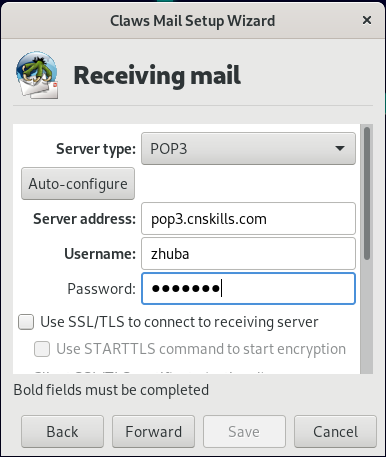 Claws Mail Setup Wizard
Receiving mail
Server type: POP3
Auto-configure
Server address: pop3.cnskills.com
Username: zhuba
Password: ●●●●●●●
Use SSL/TLS to connect to receiving server
Use STARTTLS command to start encryption
Bold fields must be completed
Back Forward Save Cancel